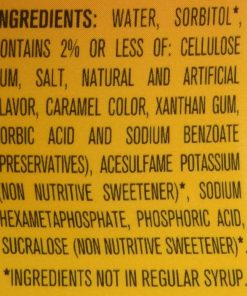 NGREDIENTS: WATER, SORBITOL*
ONTAINS 2% OR LESS OF: CELLULOSE
UM, SALT, NATURAL AND ARTIFICIAL
LAVOR, CARAMEL COLOR, XANTHAN GUM,
ORBIC ACID AND SODIUM BENZOATE
PRESERVATIVES), ACESULFAME POTASSIUM
(NON NUTRITIVE SWEETENER)*, SODIUM
HEXAMETAPHOSPHATE, PHOSPHORIC ACID,
SUCRALOSE (NON NUTRITIVE SWEETENER)*.
*INGREDIENTS NOT IN REGULAR SYRUP.